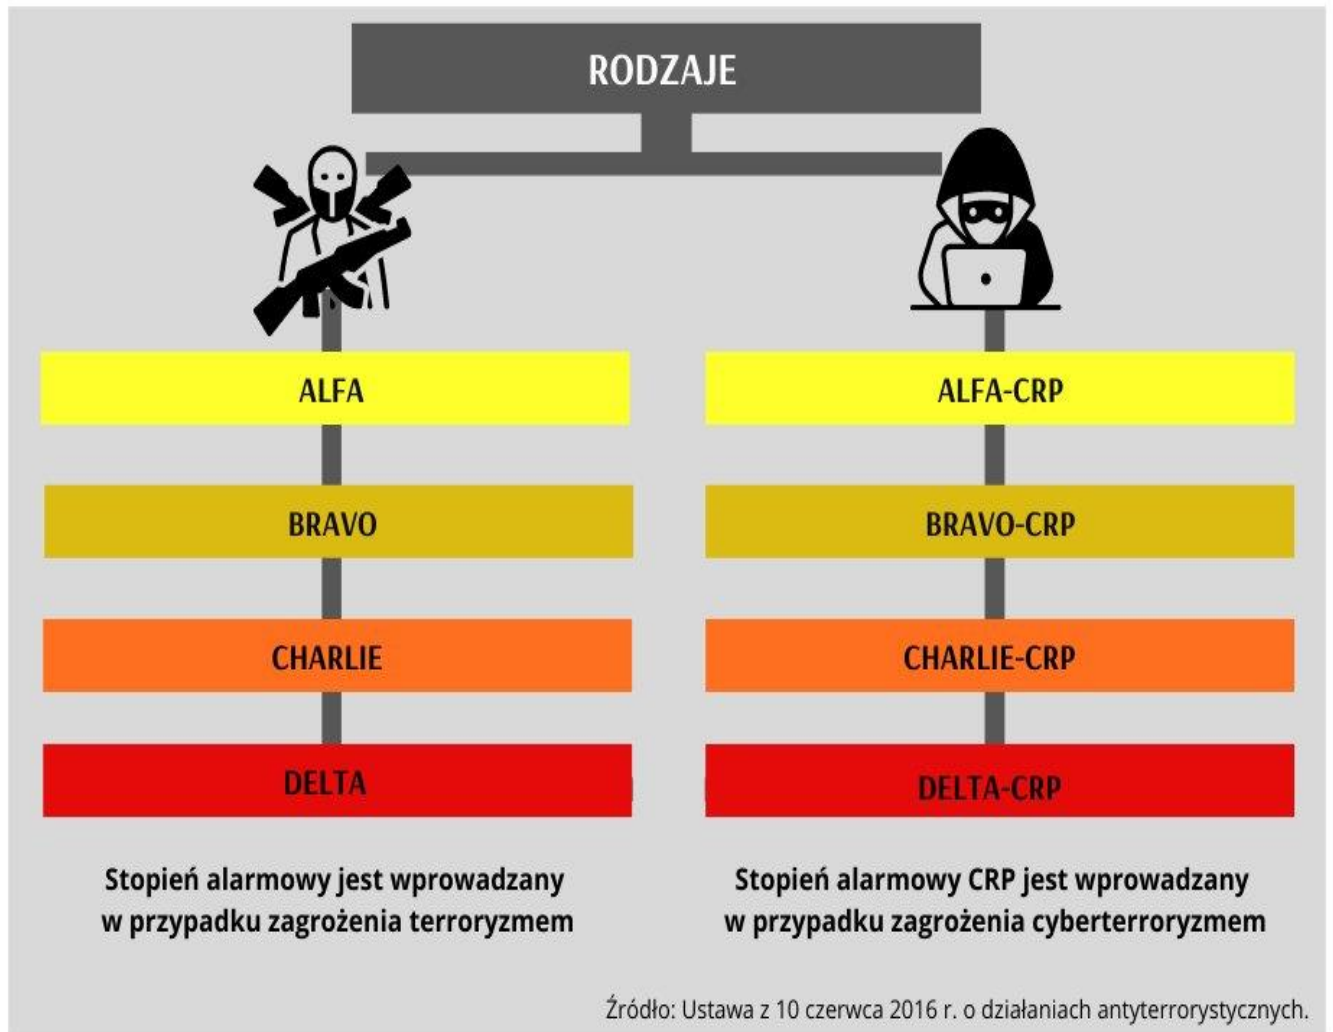 RODZAJE
ALFA
BRAVO
CHARLIE
DELTA
Stopień alarmowy jest wprowadzany
w przypadku zagrożenia terroryzmem
ALFA-CRP
BRAVO-CRP
CHARLIE-CRP
DELTA-CRP
Stopień alarmowy CRP jest wprowadzany
w przypadku zagrożenia cyberterroryzmem
Źródło: Ustawa z 10 czerwca 2016 r. o działaniach antyterrorystycznych.